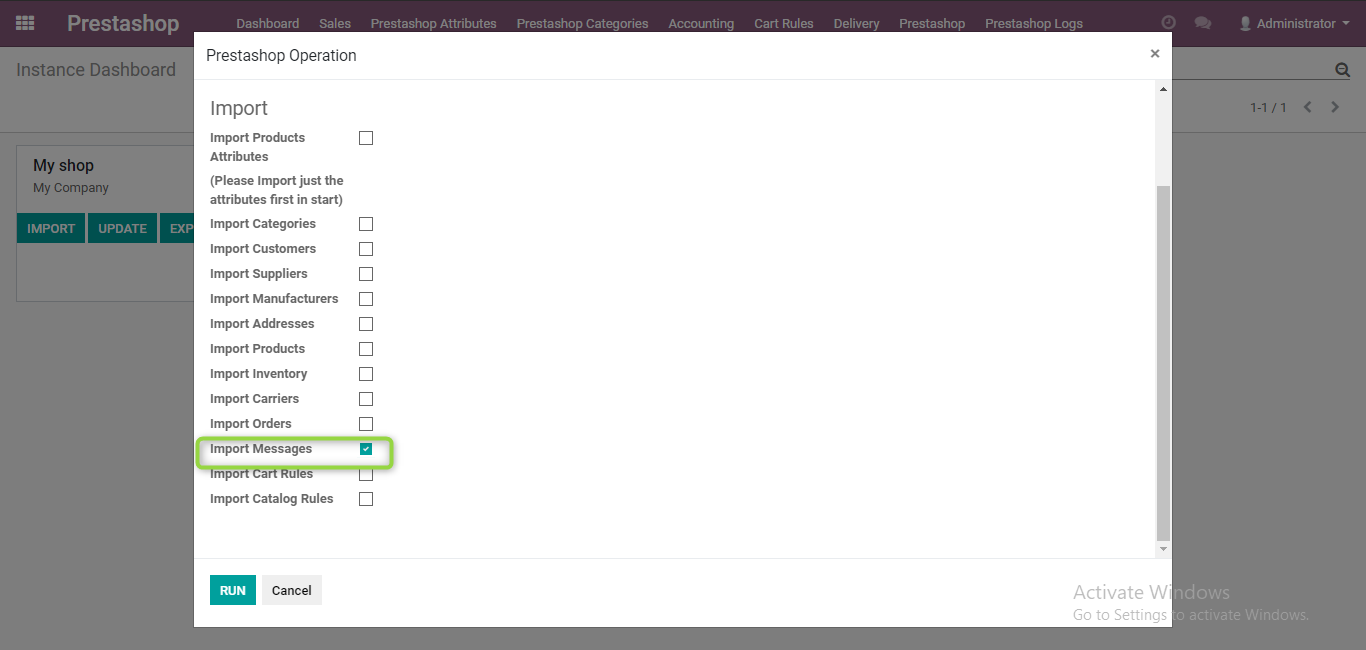 Prestashop Dashboard Sales Prestashop Attributes Prestashop Categories Accounting Cart Rules Delivery Prestashop Prestashop Logs Administrator
Prestashop Operation ×
Instance Dashboard
1-1 / 1
My shop
My Company
IMPORT UPDATE EXP
Import
Import Products
Attributes
(Please Import just the
attributes first in start)
Import Categories
Import Customers
Import Suppliers
Import Manufacturers
Import Addresses
Import Products
Import Inventory
Import Carriers
Import Orders
Import Messages
Import Cart Rules
Import Catalog Rules
RUN Cancel
Activate Windows
Go to Settings to activate Windows.